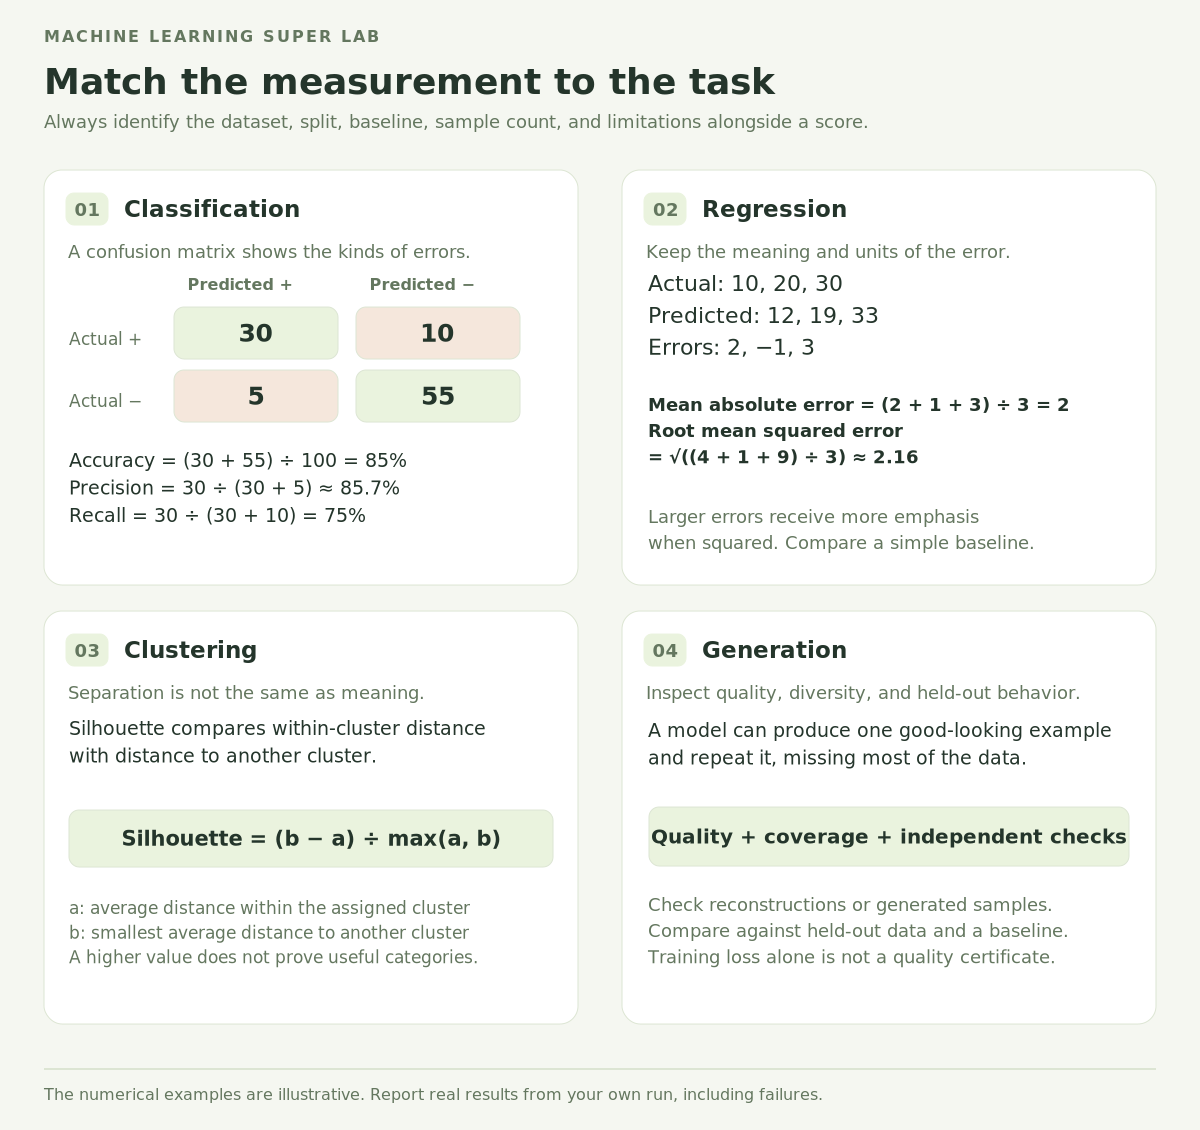 MACHINE LEARNING SUPER LAB
Match the measurement to the task
Always identify the dataset, split, baseline, sample count, and limitations alongside a score.
01 Classification
A confusion matrix shows the kinds of errors.
Predicted + Predicted −
Actual + 30 10
Actual − 5 55
Accuracy = (30 + 55) ÷ 100 = 85%
Precision = 30 ÷ (30 + 5) ≈ 85.7%
Recall = 30 ÷ (30 + 10) = 75%
02 Regression
Keep the meaning and units of the error.
Actual: 10, 20, 30
Predicted: 12, 19, 33
Errors: 2, −1, 3
Mean absolute error = (2 + 1 + 3) ÷ 3 = 2
Root mean squared error
= √((4 + 1 + 9) ÷ 3) ≈ 2.16
Larger errors receive more emphasis
when squared. Compare a simple baseline.
03 Clustering
Separation is not the same as meaning.
Silhouette compares within-cluster distance
with distance to another cluster.
Silhouette = (b − a) ÷ max(a, b)
a: average distance within the assigned cluster
b: smallest average distance to another cluster
A higher value does not prove useful categories.
04 Generation
Inspect quality, diversity, and held-out behavior.
A model can produce one good-looking example
and repeat it, missing most of the data.
Quality + coverage + independent checks
Check reconstructions or generated samples.
Compare against held-out data and a baseline.
Training loss alone is not a quality certificate.
The numerical examples are illustrative. Report real results from your own run, including failures.